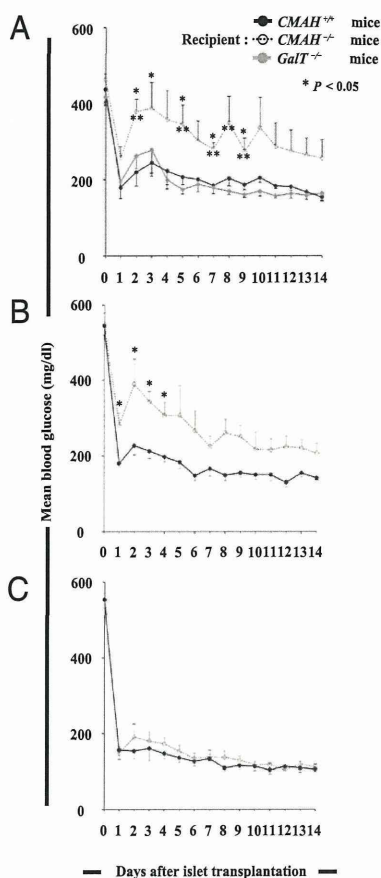 A
CMAH+/+ mice
Recipient : CMAH-/- mice
GalT-/- mice
* P < 0.05
600
400
200
0
* * * * ** *
** ** ** ** **
0 1 2 3 4 5 6 7 8 9 10 11 12 13 14
B
600
400
200
0
* * * *
0 1 2 3 4 5 6 7 8 9 10 11 12 13 14
Mean blood glucose (mg/dl)
C
600
400
200
0
0 1 2 3 4 5 6 7 8 9 10 11 12 13 14
Days after islet transplantation